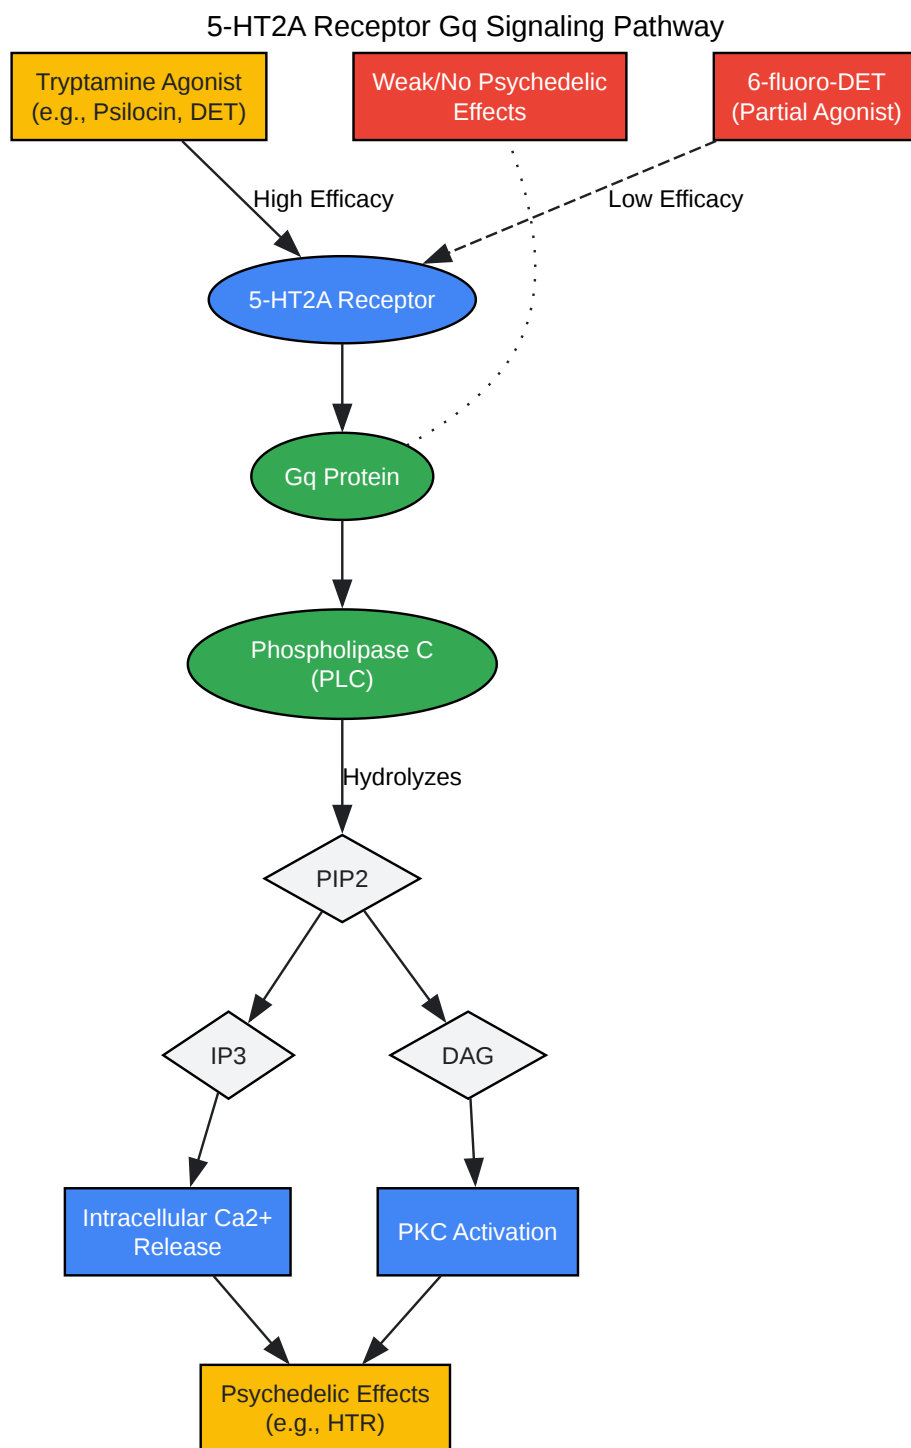 5-HT2A Receptor Gq Signaling Pathway
Tryptamine Agonist
(e.g., Psilocin, DET)
Weak/No Psychedelic
Effects
6-fluoro-DET
(Partial Agonist)
High Efficacy
Low Efficacy
5-HT2A Receptor
Gq Protein
Phospholipase C
(PLC)
Hydrolyzes
PIP2
IP3
DAG
Intracellular Ca2+
Release
PKC Activation
Psychedelic Effects
(e.g., HTR)